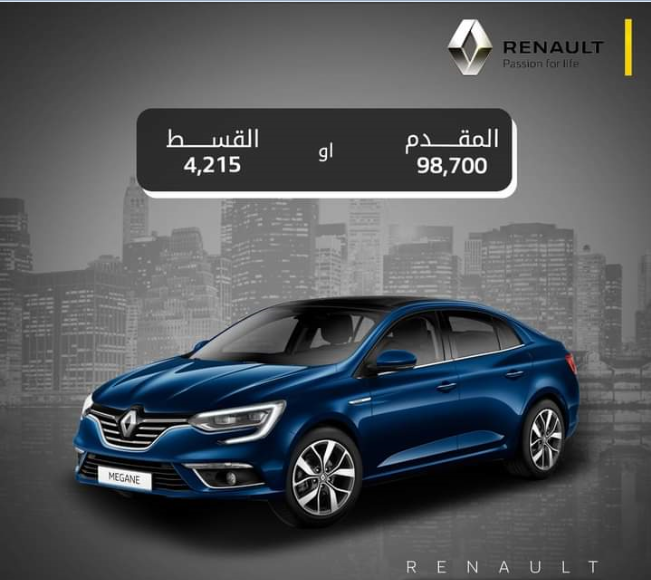 RENAULT
Passion for life
المقدم او القسط
98,700 4,215
MEGANE
RENAULT